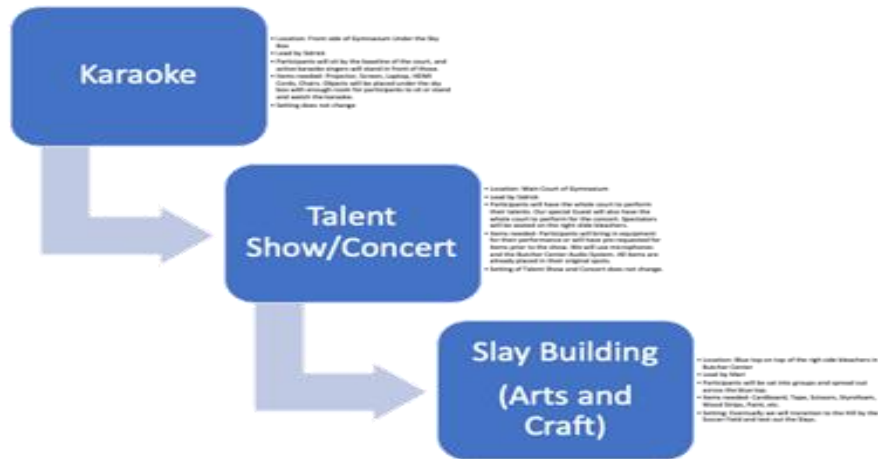 Karaoke
• Location: Front side of Gymnasium Under the Sky
Box
• Lead by Sidrick
• Participants will sit by the baseline of the court, and
active karaoke singers will stand in front of those.
• Items needed: Projector, Screen, Laptop, HDMI
Cords, Chairs. Objects will be placed under the sky
box with enough room for participants to sit or stand
and watch the karaoke.
• Setting does not change
Talent
Show/Concert
• Location: Main Court of Gymnasium
• Lead by Sidrick
• Participants will have the whole court to perform
their talents. Our special Guest will also have the
whole court to perform for the concert. Spectators
will be seated on the right side bleachers.
• Items needed- Participants will bring in equipment
for their performance or will have pre-requested for
items prior to the show. We will use microphones
and the Butcher Center Audio System. All items are
already placed in their original spots.
• Setting of Talent Show and Concert does not change.
Slay Building
(Arts and
Craft)
• Location: Blue top on top of the righ side bleachers in
Butcher Center
• Lead by
• Participants will be set into groups and spread out
across the blue top.
• Items needed- Cardboard, Tape, Scissors, Styrofoam,
Wood Strips, Paint, etc.
• Setting: Eventually we will transition to the Hill by the
Soccer Field and test out the Slays.